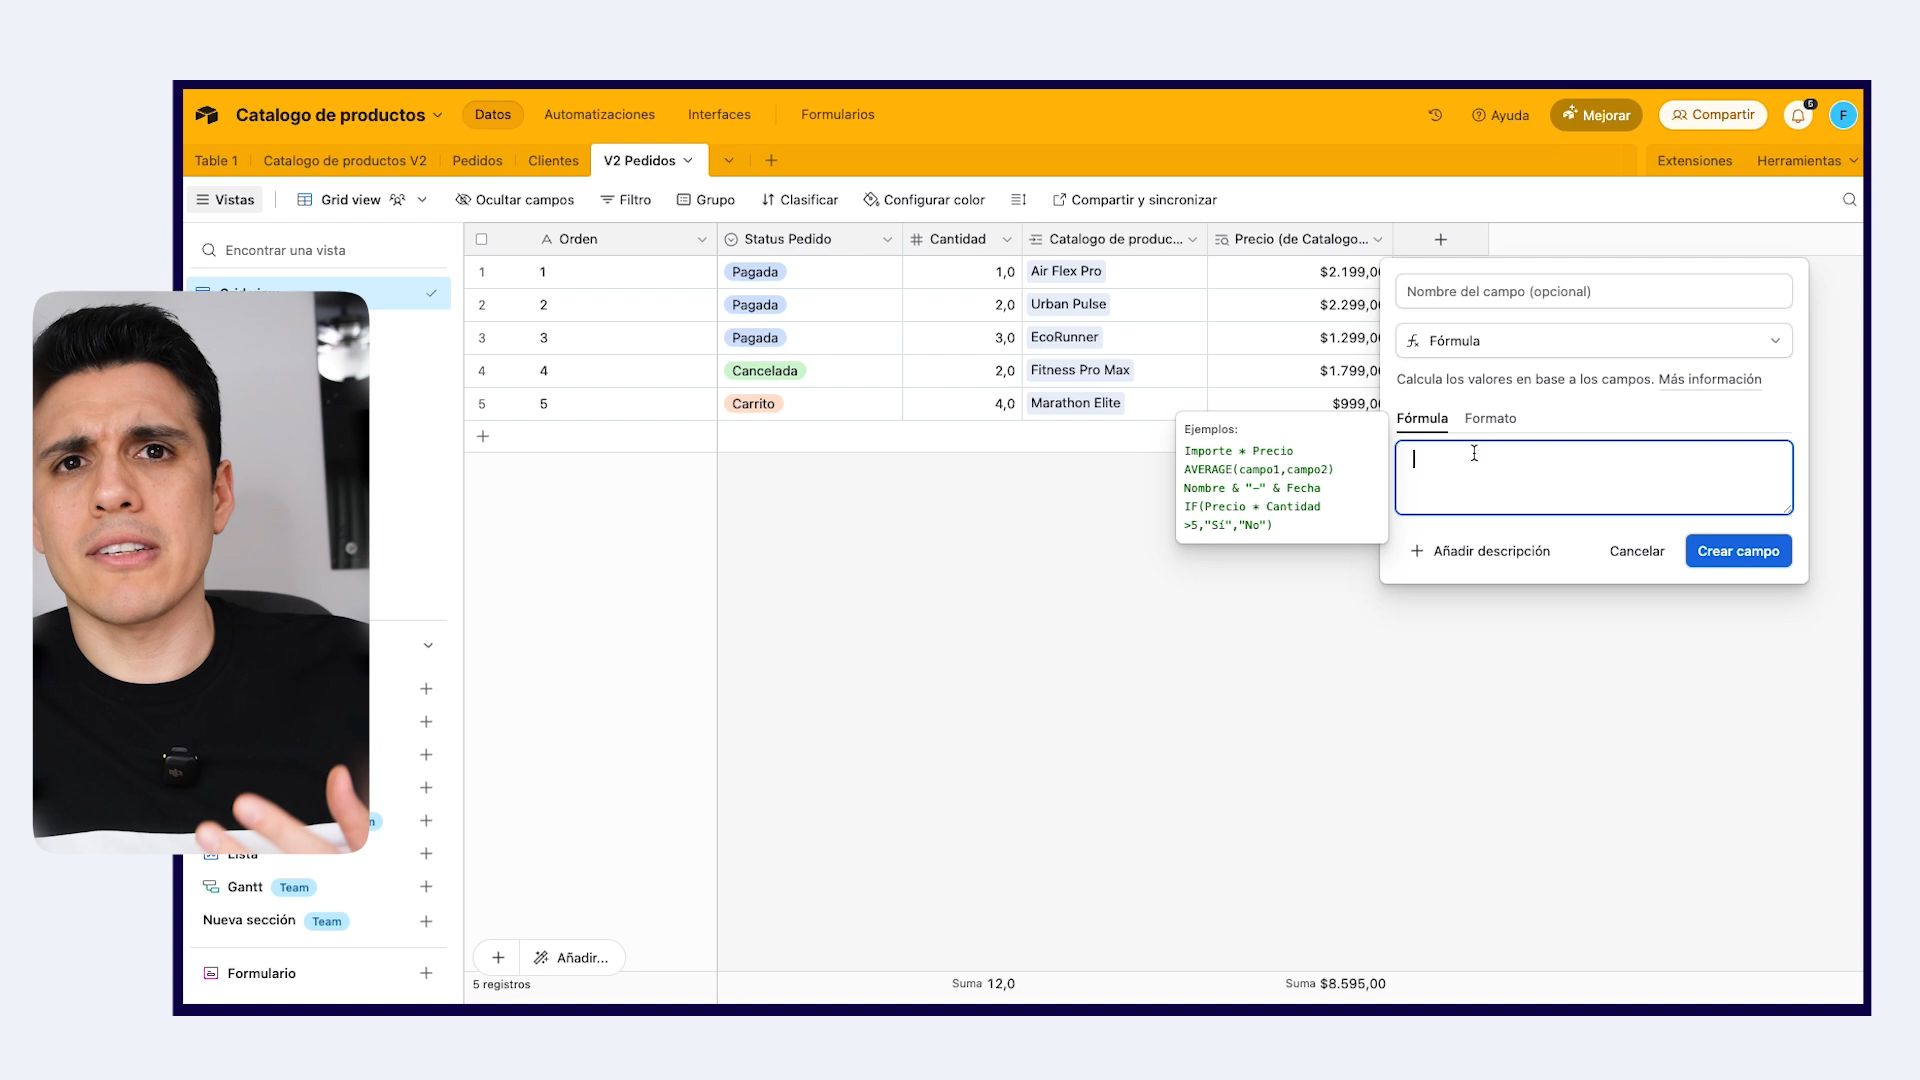 Catalogo de productos
Datos
Automatizaciones
Interfaces
Formularios
Ayuda
Mejorar
Compartir
6
F
Table 1
Catalogo de productos V2
Pedidos
Clientes
V2 Pedidos
Extensiones
Herramientas
Vistas
Grid view
Ocultar campos
Filtro
Grupo
Clasificar
Configurar color
Compartir y sincronizar
Encontrar una vista
Orden
Status Pedido
Cantidad
Catalogo de produc...
Precio (de Catalogo...
1 1 Pagada 1,0 Air Flex Pro $2.199,0
2 2 Pagada 2,0 Urban Pulse $2.299,0
3 3 Pagada 3,0 EcoRunner $1.299,0
4 4 Cancelada 2,0 Fitness Pro Max $1.799,0
5 5 Carrito 4,0 Marathon Elite $999,0
Nombre del campo (opcional)
Fórmula
Calcula los valores en base a los campos. Más información
Fórmula
Formato
Ejemplos:
Importe * Precio
AVERAGE(campo1,campo2)
Nombre & "-" & Fecha
IF(Precio * Cantidad
>5,"Sí","No")
Añadir descripción
Cancelar
Crear campo
Lista
Gantt
Team
Nueva sección
Team
Formulario
Añadir...
5 registros
Suma 12,0
Suma $8.595,00